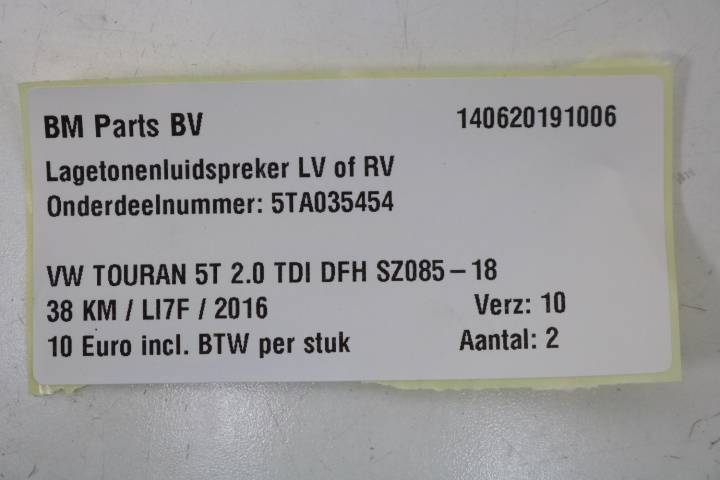 BM Parts BV 140620191006
Lagetonenluidspreker LV of RV
Onderdeelnummer: 5TA035454
VW TOURAN 5T 2.0 TDI DFH SZ085-18
38 KM / LI7F / 2016 Verz: 10
10 Euro incl. BTW per stuk Aantal: 2